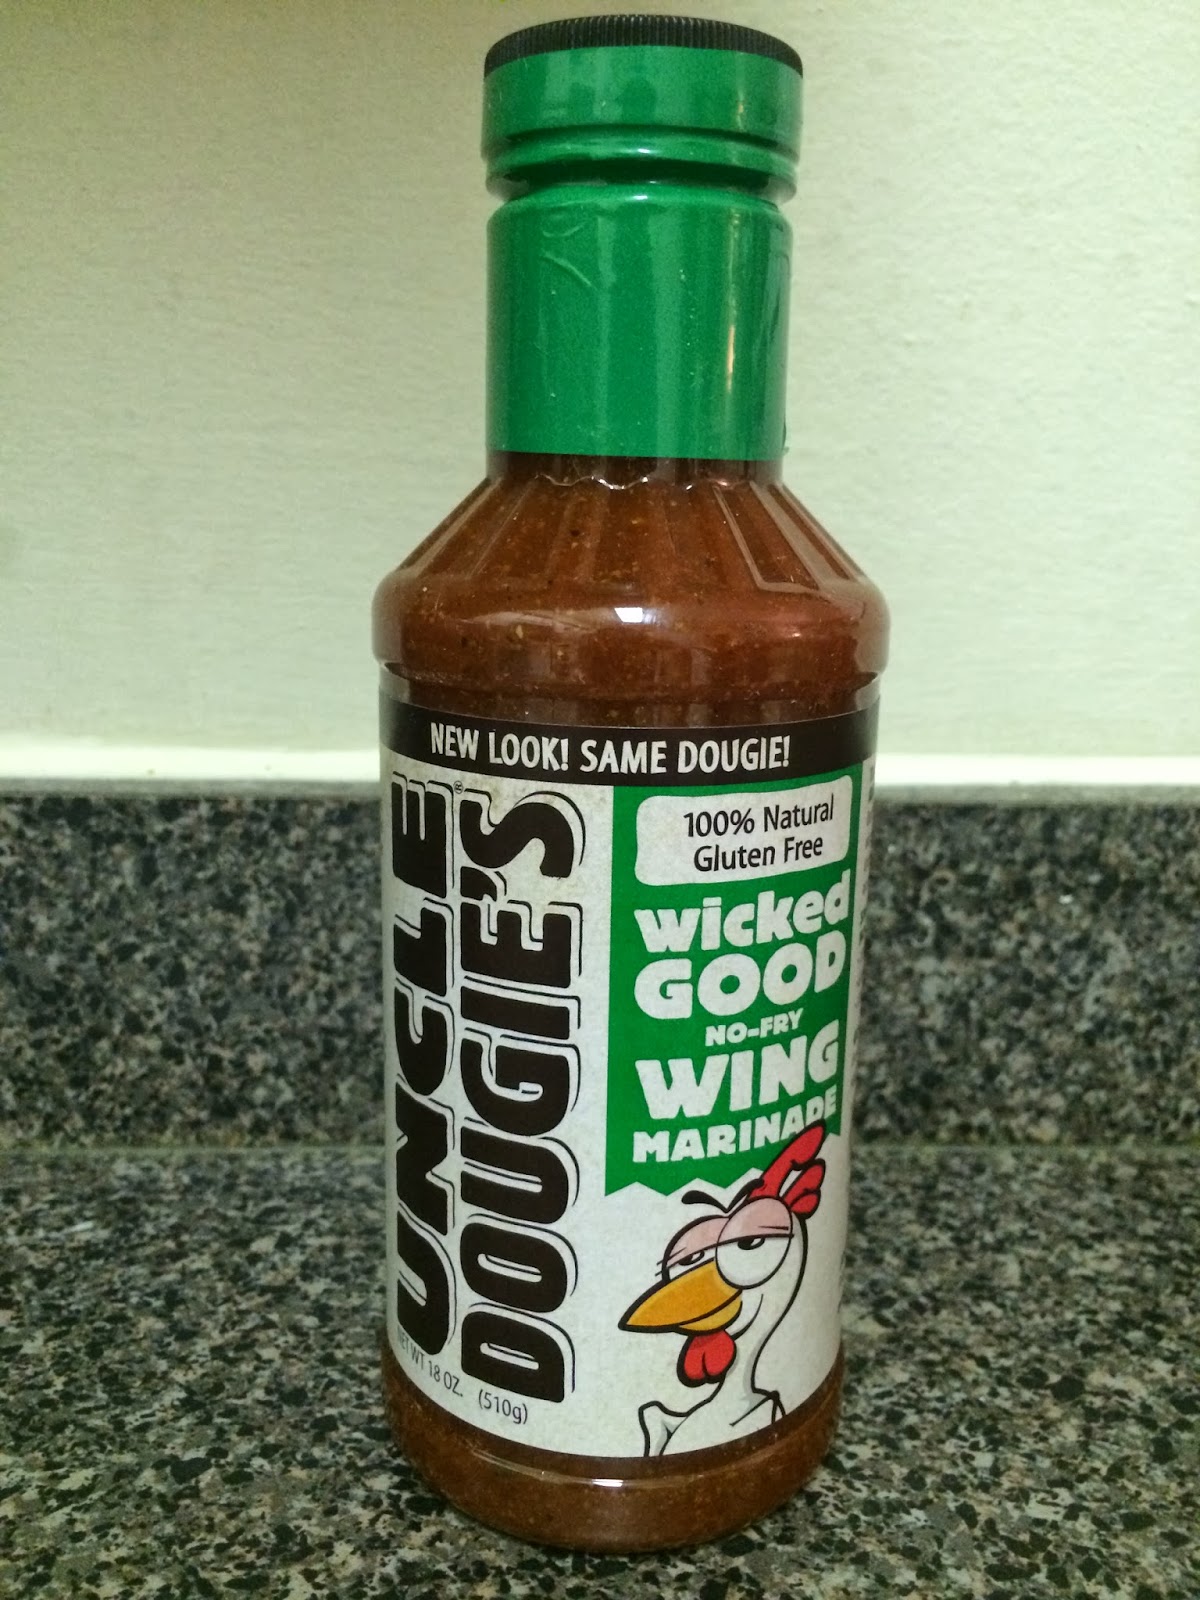 NEW LOOK! SAME DOUGIE!
UNCLE
DOUGIE'S
®
100% Natural
Gluten Free
wicked
GOOD
NO-FRY
WING
MARINADE
NET WT 18 OZ. (510g)